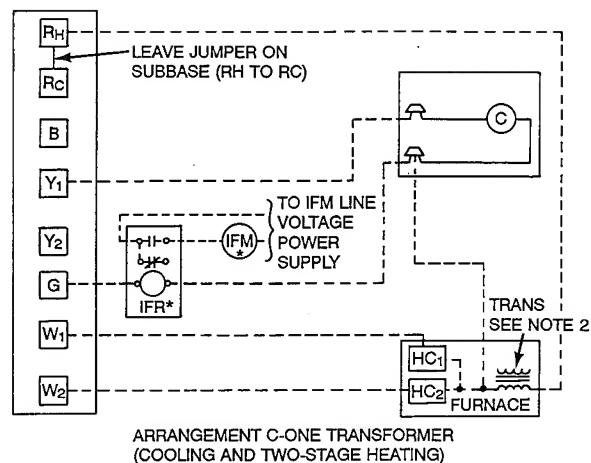 RH
LEAVE JUMPER ON
SUBBASE (RH TO RC)
RC
B
C
Y1
TO IFM LINE
VOLTAGE
POWER
SUPPLY
Y2
IFM
*
G
IFR*
TRANS
SEE NOTE 2
W1
HC1
W2
HC2
FURNACE
ARRANGEMENT C-ONE TRANSFORMER
(COOLING AND TWO-STAGE HEATING)